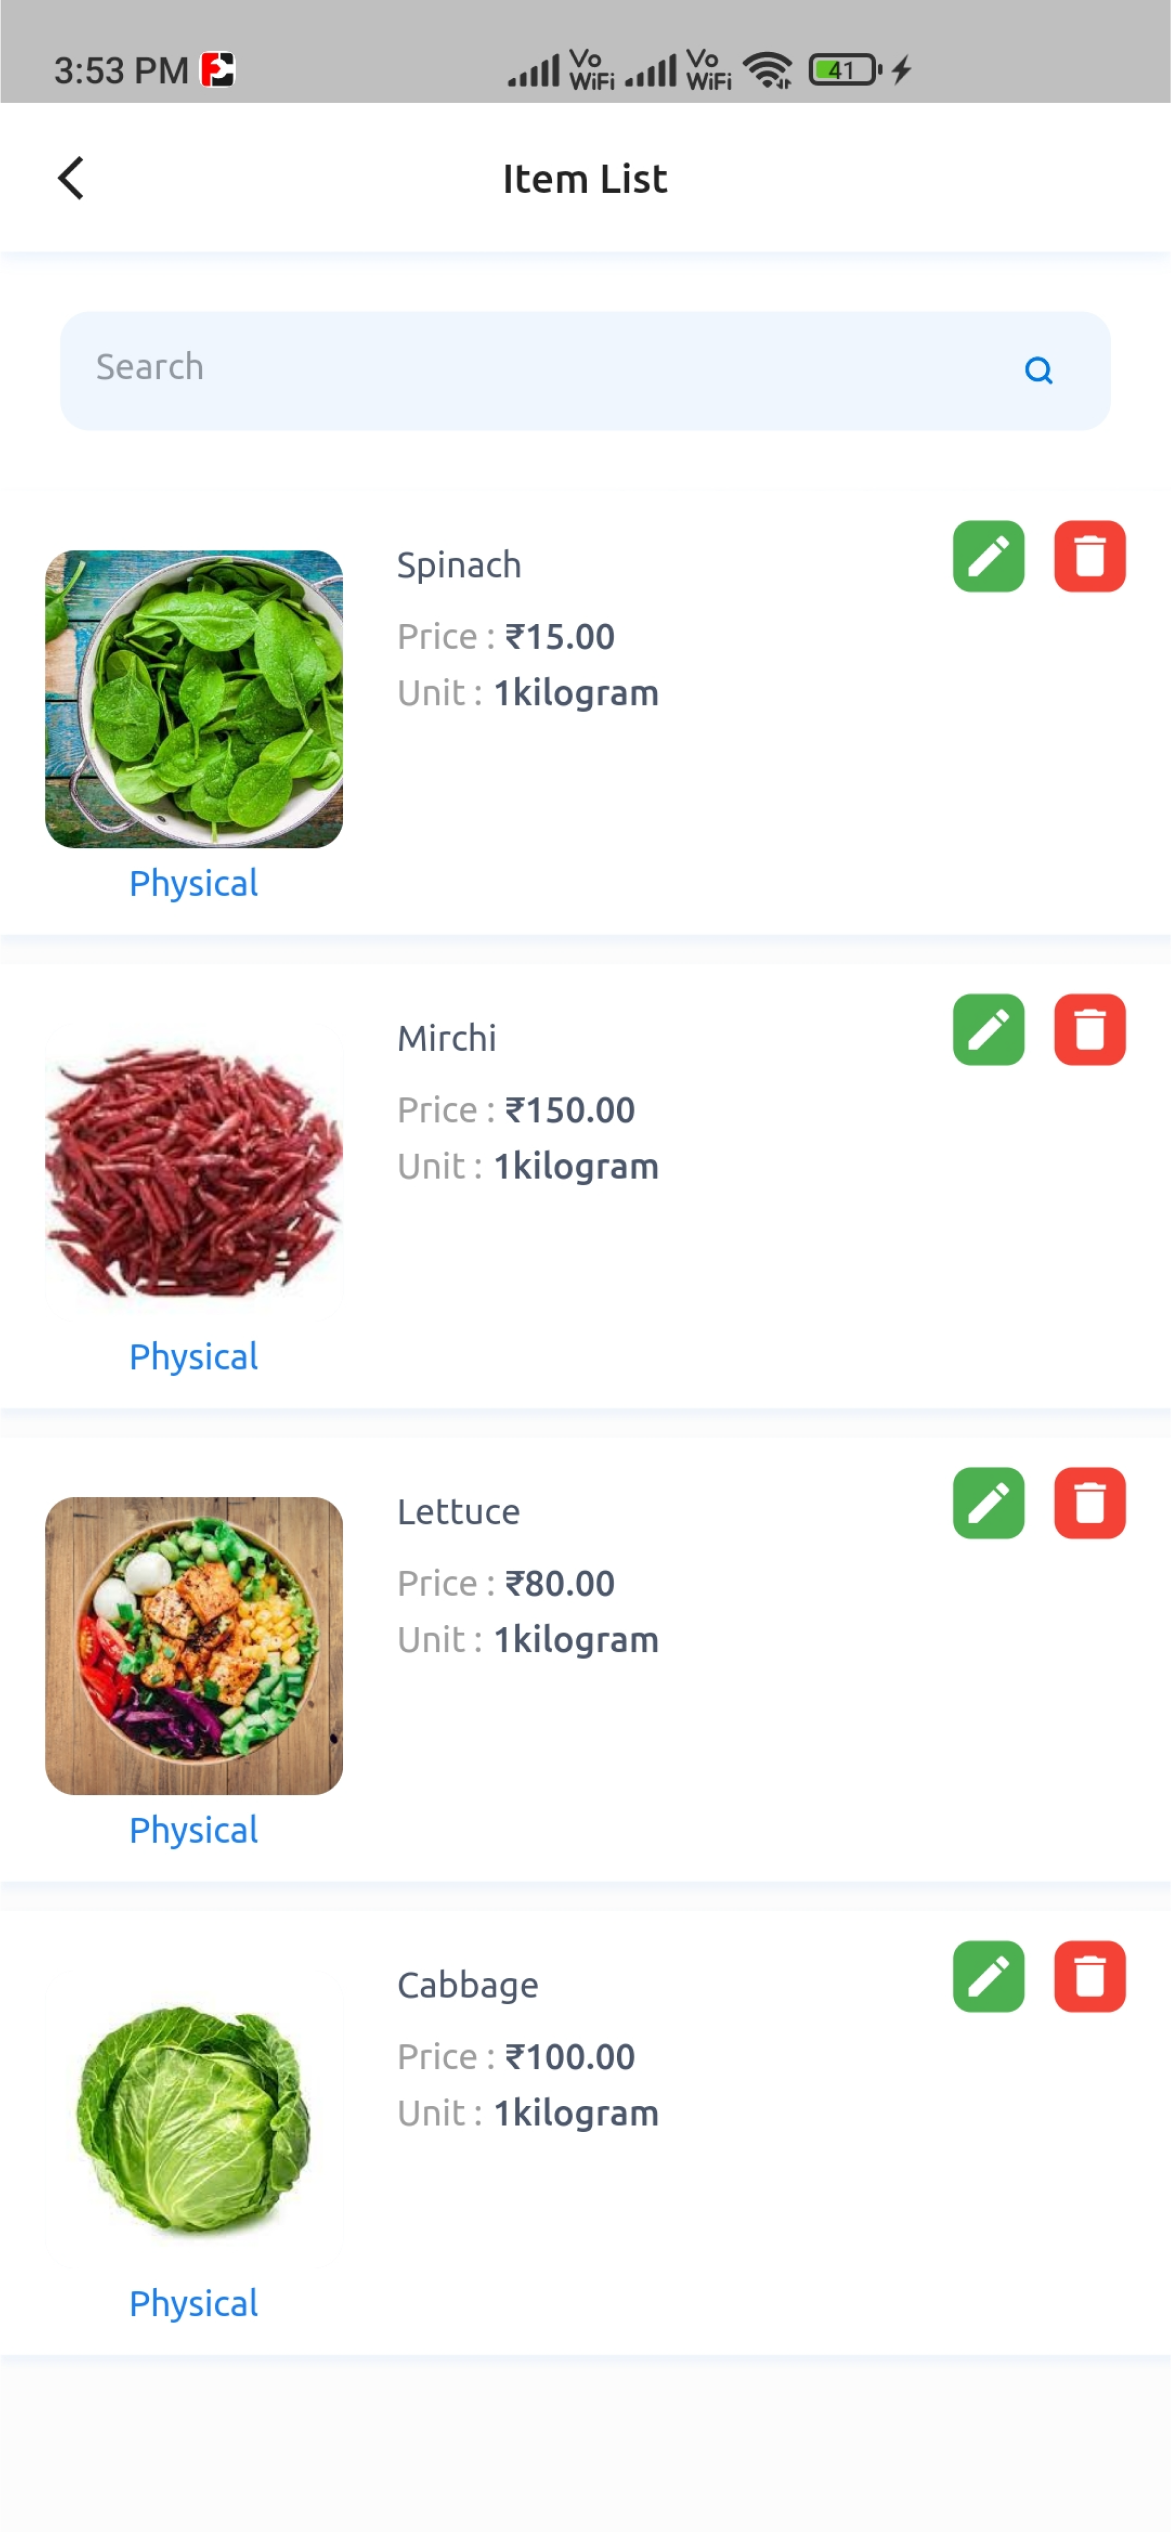 3:53 PM
Vo WiFi Vo WiFi 41
Item List
Search
Spinach
Price : ₹15.00
Unit : 1kilogram
Physical
Mirchi
Price : ₹150.00
Unit : 1kilogram
Physical
Lettuce
Price : ₹80.00
Unit : 1kilogram
Physical
Cabbage
Price : ₹100.00
Unit : 1kilogram
Physical